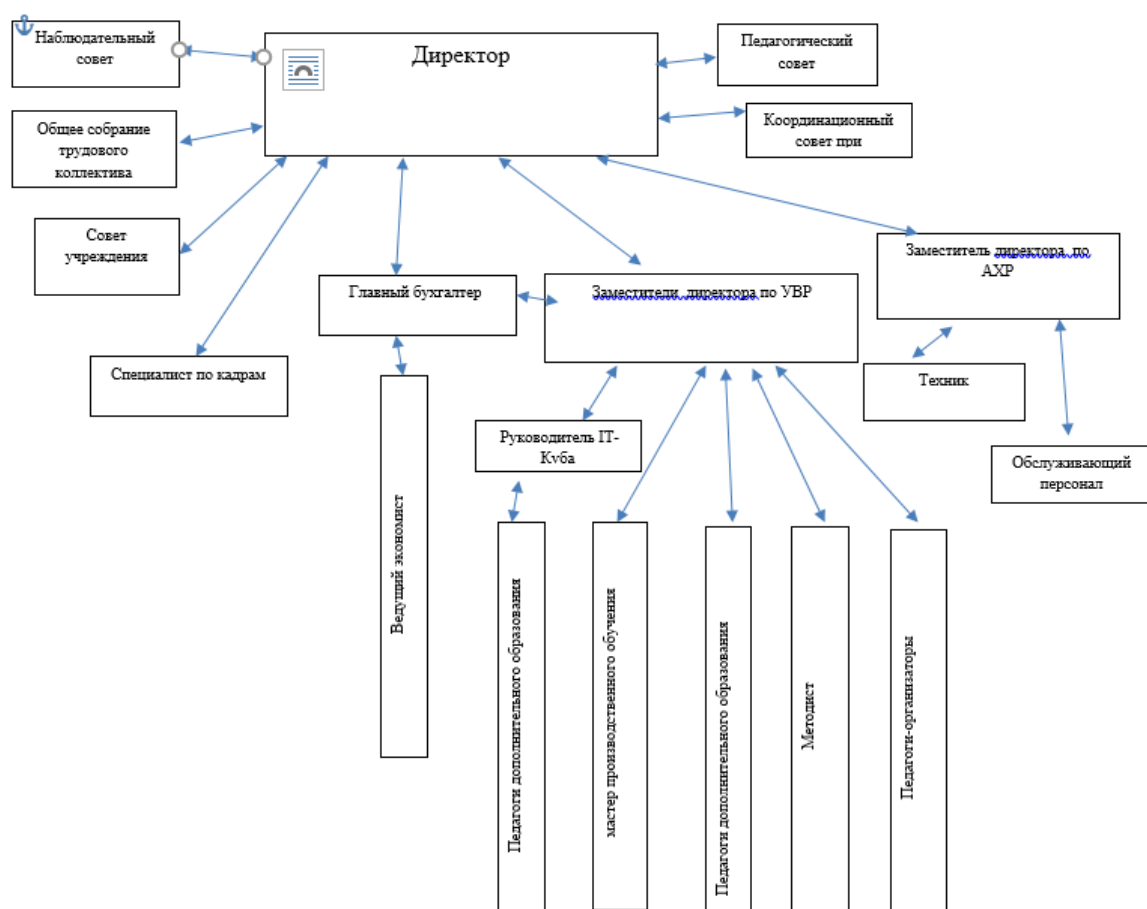 Наблюдательный
совет
Директор
Педагогический
совет
Общее собрание
трудового
коллектива
Координационный
совет при
Совет
учреждения
Заместитель директора по
АХР
Главный бухгалтер
Заместители директора по УВР
Специалист по кадрам
Техник
Руководитель IT-
Куба
Обслуживающий
персонал
Ведущий экономист
Педагоги дополнительного образования
мастер производственного обучения
Педагоги дополнительного образования
Методист
Педагоги-организаторы